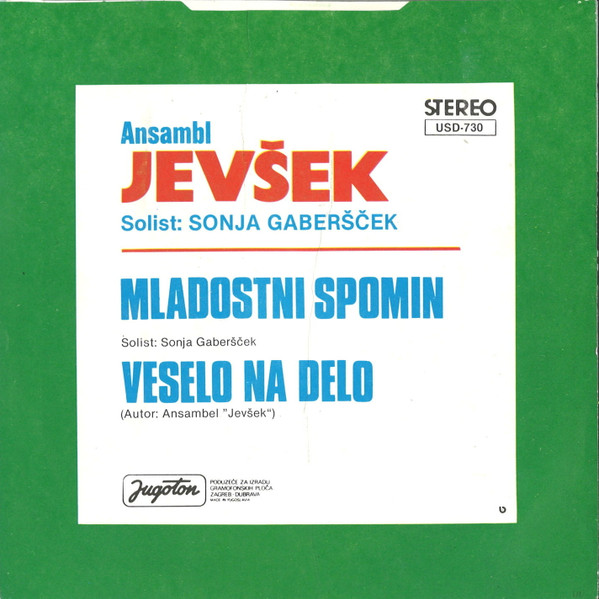 STEREO
USD-730
Ansambl
JEVŠEK
Solist: SONJA GABERŠČEK
MLADOSTNI SPOMIN
Solist: Sonja Gaberšček
VESELO NA DELO
(Autor: Ansambel ”Jevšek“)
Jugoton
PODUZEĆE ZA IZRADU
GRAMOFONSKIH PLOČA
ZAGREB - DUBRAVA
MADE IN YUGOSLAVIA